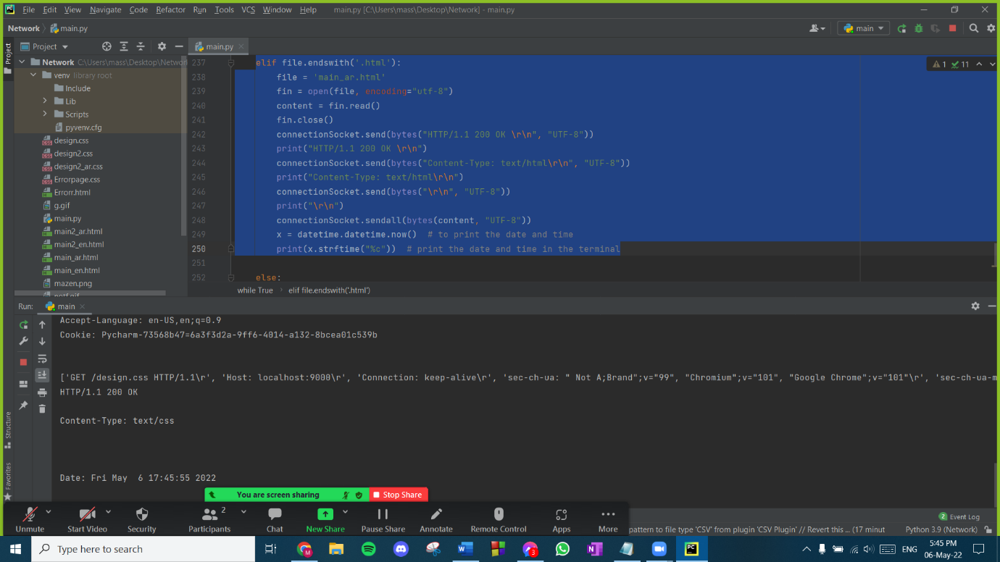 File Edit View Navigate Code Refactor Run Tools VCS Window Help main.py [C:\Users\mass\Desktop\Network] - main.py
Network main.py main
Project main.py
Project
Network C:\Users\mass\Desktop\Networ
venv library root
Include
Lib
Scripts
pyvenv.cfg
design.css
design2.css
design2_ar.css
Errorpage.css
Errorr.html
g.gif
main.py
main2_ar.html
main2_en.html
main_ar.html
main_en.html
mazen.png
237 elif file.endswith('.html'):
238 file = 'main_ar.html'
239 fin = open(file, encoding="utf-8")
240 content = fin.read()
241 fin.close()
242 connectionSocket.send(bytes("HTTP/1.1 200 OK \r\n", "UTF-8"))
243 print("HTTP/1.1 200 OK \r\n")
244 connectionSocket.send(bytes("Content-Type: text/html\r\n", "UTF-8"))
245 print("Content-Type: text/html\r\n")
246 connectionSocket.send(bytes("\r\n", "UTF-8"))
247 print("\r\n")
248 connectionSocket.sendall(bytes(content, "UTF-8"))
249 x = datetime.datetime.now() # to print the date and time
250 print(x.strftime("%c")) # print the date and time in the terminal
251
252 else:
1 11
while True elif file.endswith('.html')
Run: main
Accept-Language: en-US,en;q=0.9
Cookie: Pycharm-73568b47=6a3f3d2a-9ff6-4014-a132-8bcea01c539b
['GET /design.css HTTP/1.1\r', 'Host: localhost:9000\r', 'Connection: keep-alive\r', 'sec-ch-ua: " Not A;Brand";v="99", "Chromium";v="101", "Google Chrome";v="101"\r', 'sec-ch-ua-m
HTTP/1.1 200 OK
Content-Type: text/css
Date: Fri May  6 17:45:55 2022
Structure
Favorites
You are screen sharing Stop Share
Unmute Start Video Security Participants 2 Chat New Share Pause Share Annotate Remote Control Apps More
2 Event Log
pattern to file type 'CSV' from plugin 'CSV Plugin' // Revert this ... (17 minut Python 3.9 (Network)
Type here to search
3
ENG
5:45 PM
06-May-22